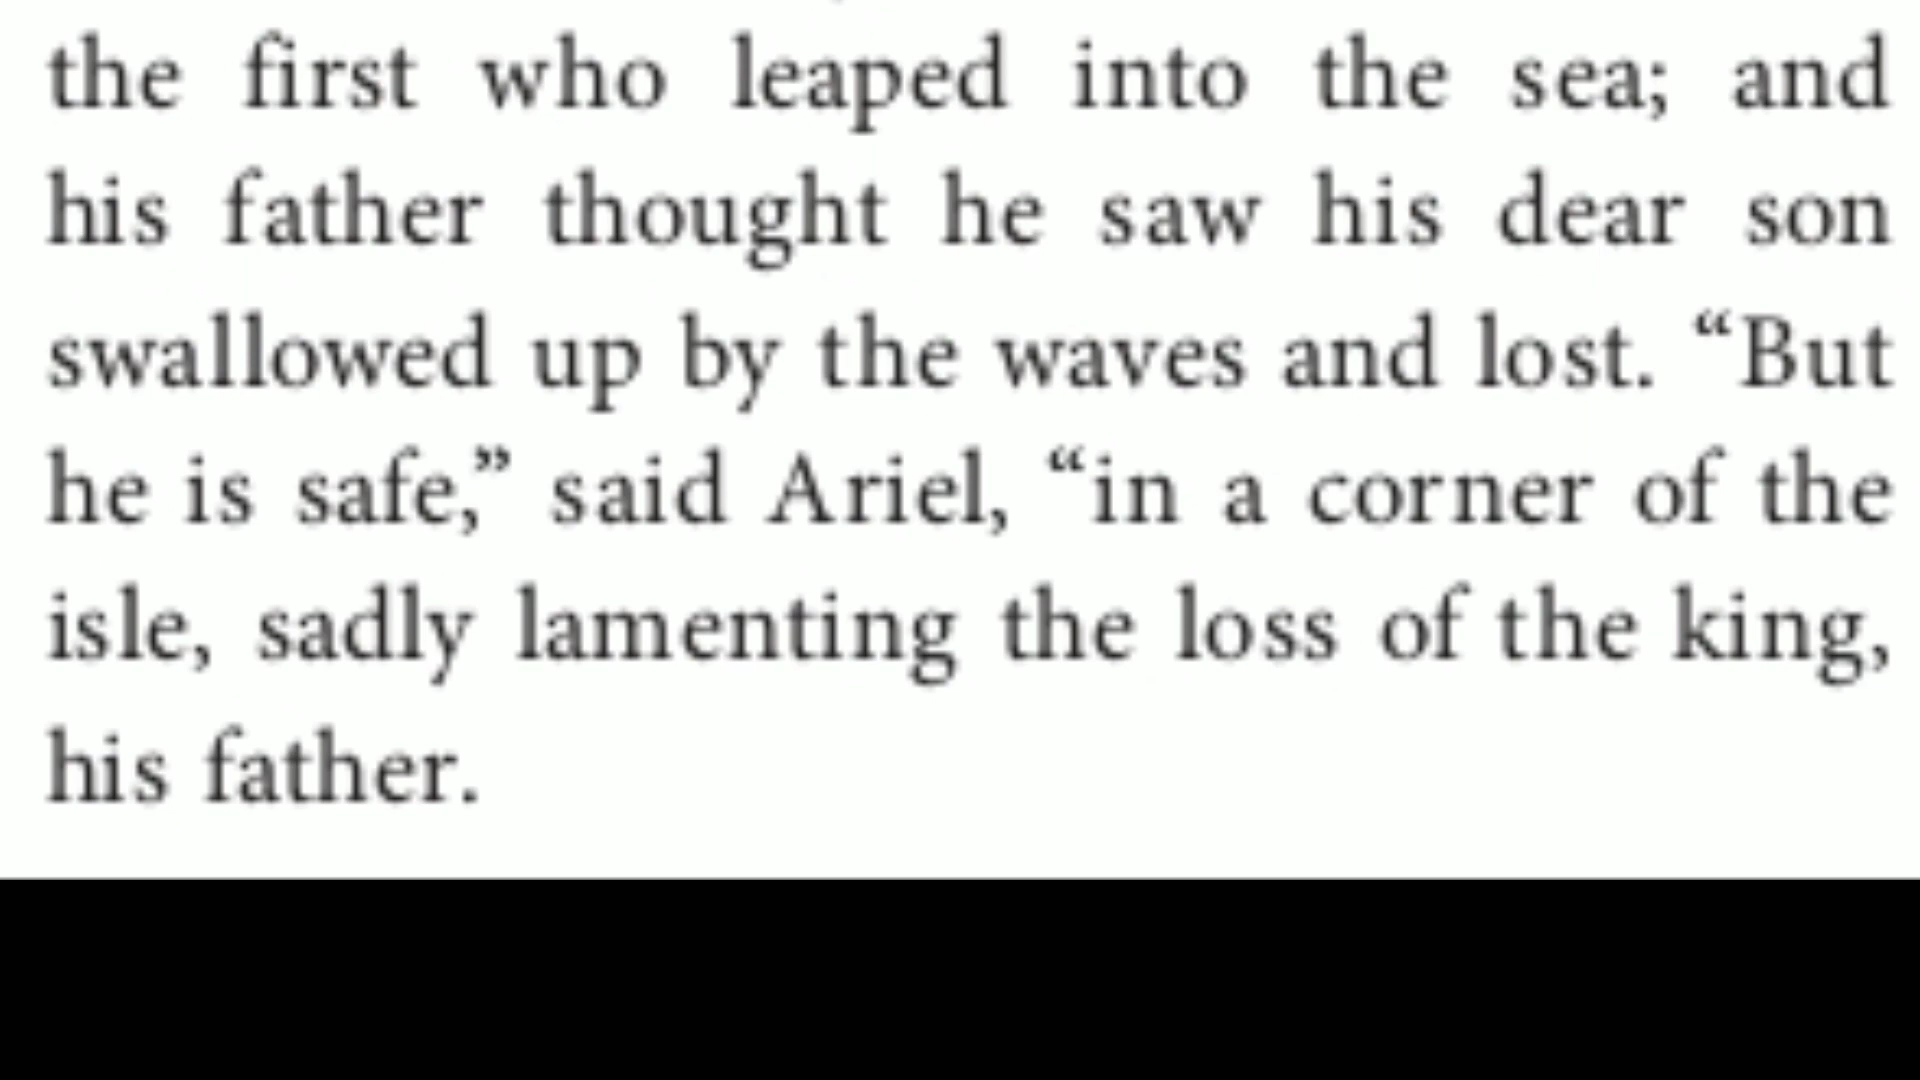 the first who leaped into the sea; and
his father thought he saw his dear son
swallowed up by the waves and lost. “But
he is safe,” said Ariel, “in a corner of the
isle, sadly lamenting the loss of the king,
his father.